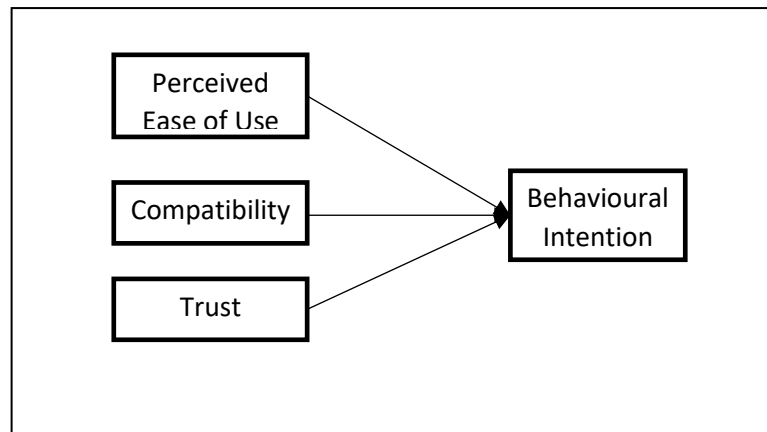 Perceived
Ease of Use
Compatibility
Trust
Behavioural
Intention